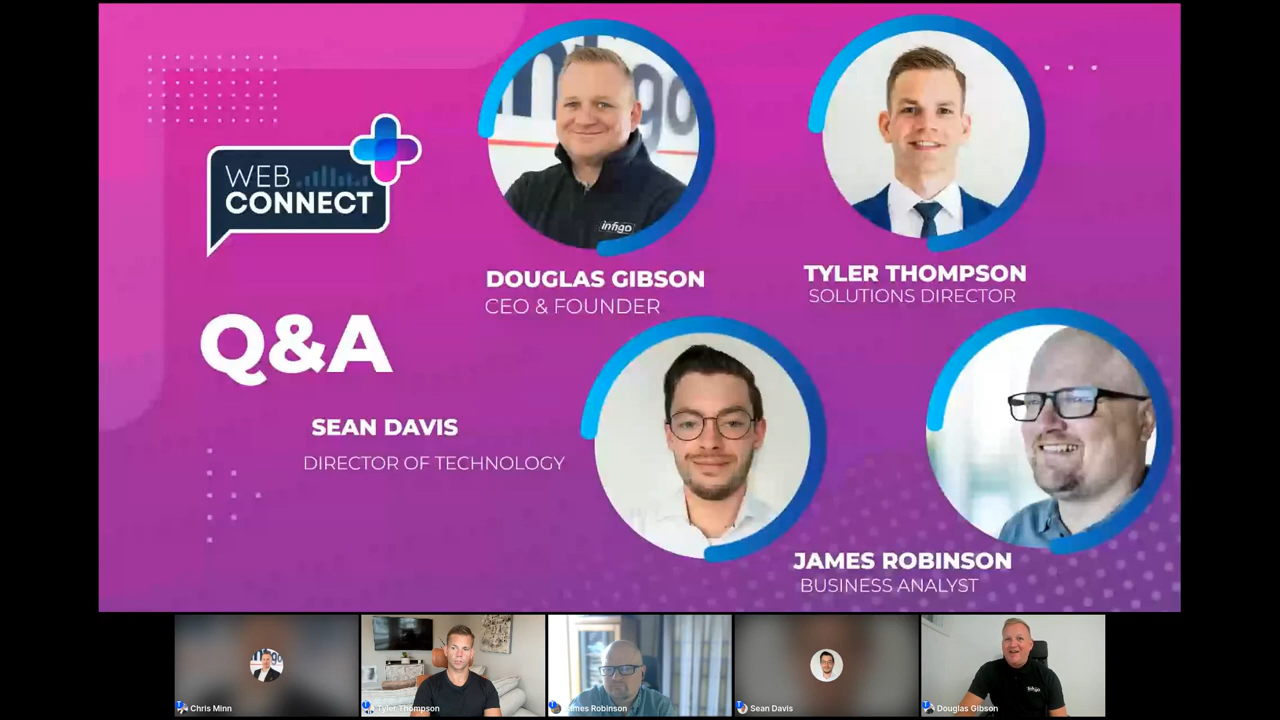 WEB
CONNECT
Q&A
infigo
DOUGLAS GIBSON
CEO & FOUNDER
TYLER THOMPSON
SOLUTIONS DIRECTOR
SEAN DAVIS
DIRECTOR OF TECHNOLOGY
JAMES ROBINSON
BUSINESS ANALYST
Chris Minn
Tyler Thompson
James Robinson
Sean Davis
Douglas Gibson